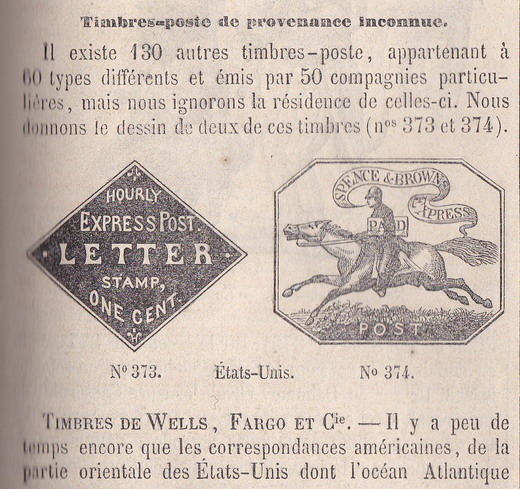 Timbres-poste de provenance inconnue.
Il existe 130 autres timbres-poste, appartenant à
60 types différents et émis par 50 compagnies particu-
lières, mais nous ignorons la résidence de celles-ci. Nous
donnons le dessin de deux de ces timbres (nos 373 et 374).
HOURLY
EXPRESS POST
LETTER
STAMP,
ONE CENT.
SPENCE & BROWN
EXPRESS
PAID
POST
No 373. États-Unis. No 374.
TIMBRES DE WELLS, FARGO ET Cie. — Il y a peu de
temps encore que les correspondances américaines, de la
partie orientale des États-Unis dont l'océan Atlantique